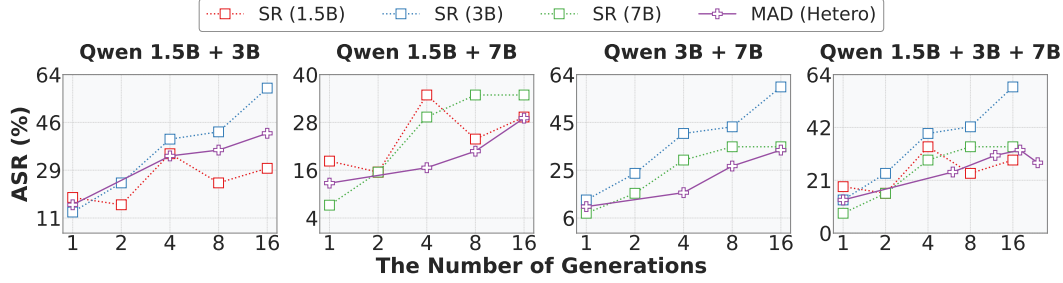 SR (1.5B) SR (3B) SR (7B) MAD (Hetero)
Qwen 1.5B + 3B Qwen 1.5B + 7B Qwen 3B + 7B Qwen 1.5B + 3B + 7B
ASR (%)
64 46 29 11
1 2 4 8 16
40 28 16 4
1 2 4 8 16
64 45 25 6
1 2 4 8 16
64 42 21 0
1 2 4 8 16
The Number of Generations